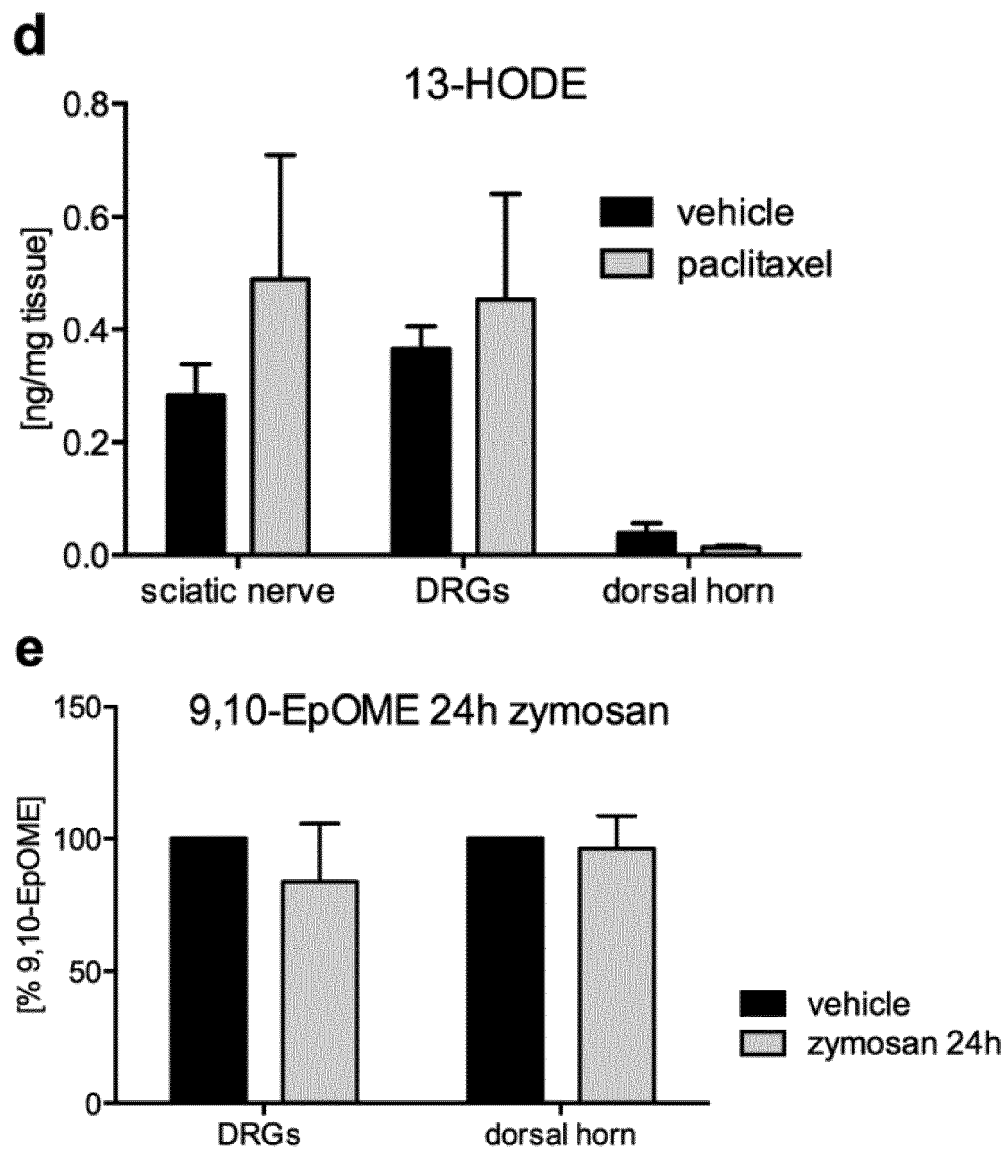 d
13-HODE
0.8
0.6
0.4
0.2
0.0
[ng/mg tissue]
vehicle
paclitaxel
sciatic nerve DRGs dorsal horn
e
9,10-EpOME 24h zymosan
150
100
50
0
[% 9,10-EpOME]
vehicle
zymosan 24h
DRGs dorsal horn